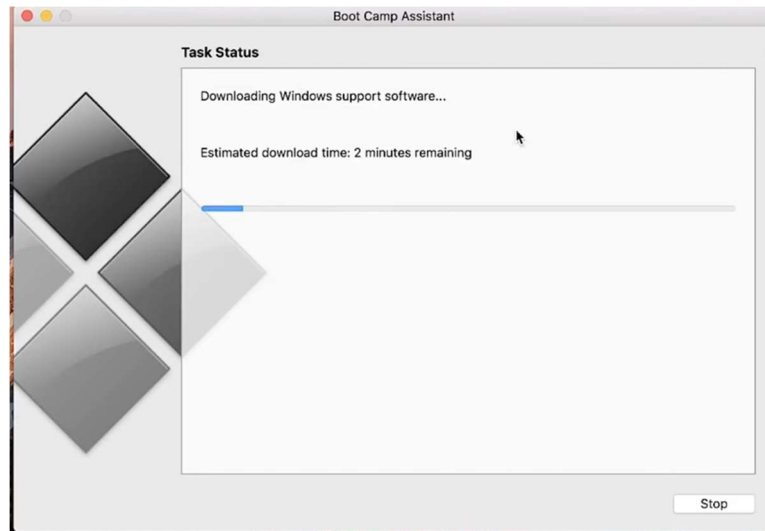 Boot Camp Assistant
Task Status
Downloading Windows support software...
Estimated download time: 2 minutes remaining
Stop